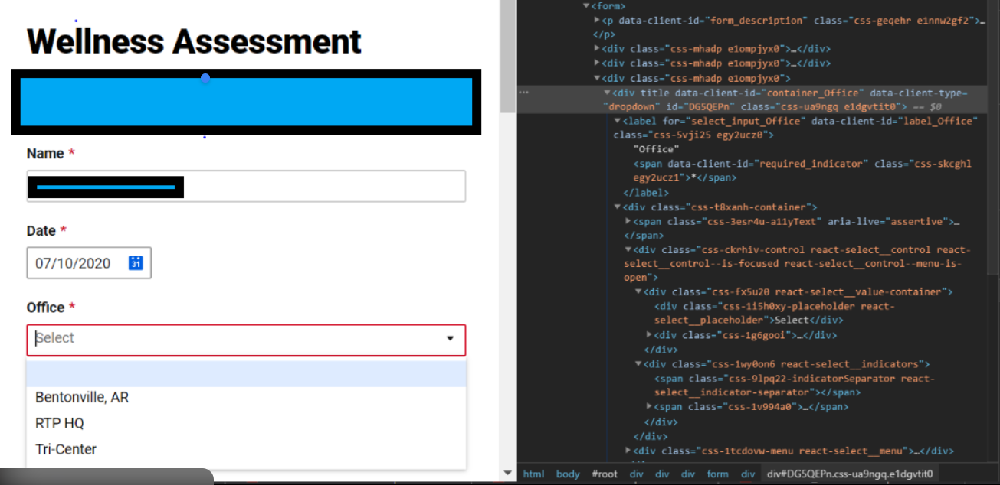 Wellness Assessment
Name *
Date *
07/10/2020
31
Office *
Select
Bentonville, AR
RTP HQ
Tri-Center
▼<form>
▶<p data-client-id="form_description" class="css-geqehr e1nnw2gf2">…
</p>
▶<div class="css-mhadp e1ompjyx0">…</div>
▶<div class="css-mhadp e1ompjyx0">…</div>
▼<div class="css-mhadp e1ompjyx0">
… ▼<div title data-client-id="container_Office" data-client-type=
"dropdown" id="DG5QEPn" class="css-ua9ngq e1dgvtit0"> == $0
▼<label for="select_input_Office" data-client-id="label_Office"
class="css-5vji25 egy2ucz0">
"Office"
<span data-client-id="required_indicator" class="css-skcghl
egy2ucz1">*</span>
</label>
▼<div class="css-t8xanh-container">
▶<span class="css-3esr4u-a11yText" aria-live="assertive">…
</span>
▼<div class="css-ckrhiv-control react-select__control react-
select__control--is-focused react-select__control--menu-is-
open">
▼<div class="css-fx5u20 react-select__value-container">
<div class="css-1i5h0xy-placeholder react-
select__placeholder">Select</div>
▶<div class="css-1g6gooi">…</div>
</div>
▼<div class="css-1wy0on6 react-select__indicators">
<span class="css-9lpq22-indicatorSeparator react-
select__indicator-separator"></span>
▶<span class="css-1v994a0">…</span>
</div>
</div>
▶<div class="css-1tcdovw-menu react-select__menu">…</div>
html body #root div div div form div div#DG5QEPn.css-ua9ngq.e1dgvtit0